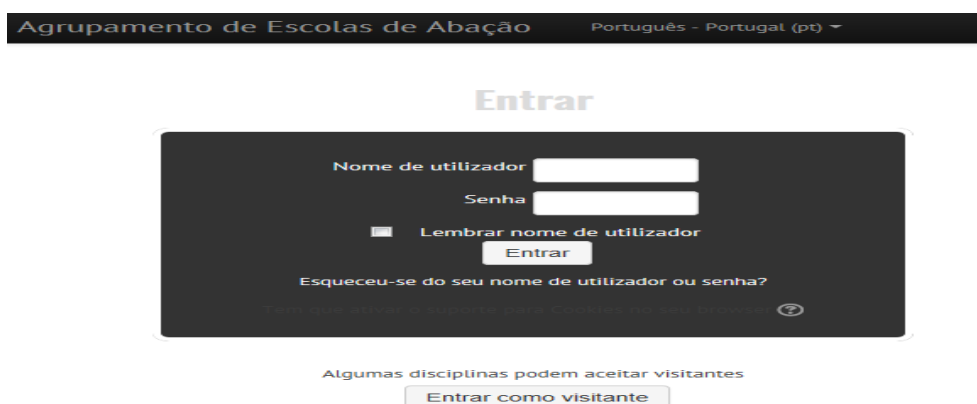 Agrupamento de Escolas de Abação Português - Portugal (pt)
Entrar
Nome de utilizador
Senha
Lembrar nome de utilizador
Entrar
Esqueceu-se do seu nome de utilizador ou senha?
Tem que ativar o suporte para Cookies no seu browser ?
Algumas disciplinas podem aceitar visitantes
Entrar como visitante